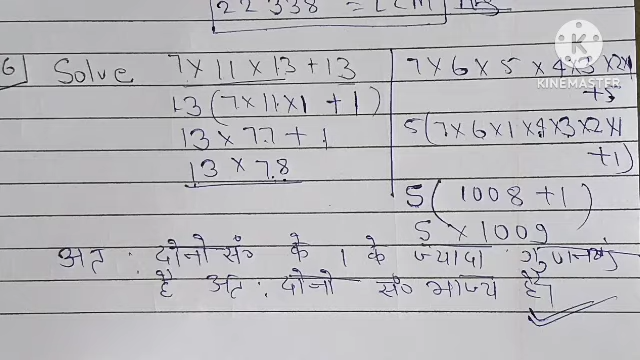 22338 = LCM Ans
6] Solve 7×11×13+13
13(7×11×1+1)
13×77+1
13×78
7×6×5×4×3×2×1
+5
5(7×6×1×4×3×2×1
+1)
5(1008+1)
5×1009
अत: दोनो सं० के 1 के ज्यादा गुणनखंड
है अत: दोनो सं० भाज्य है।
KINEMASTER